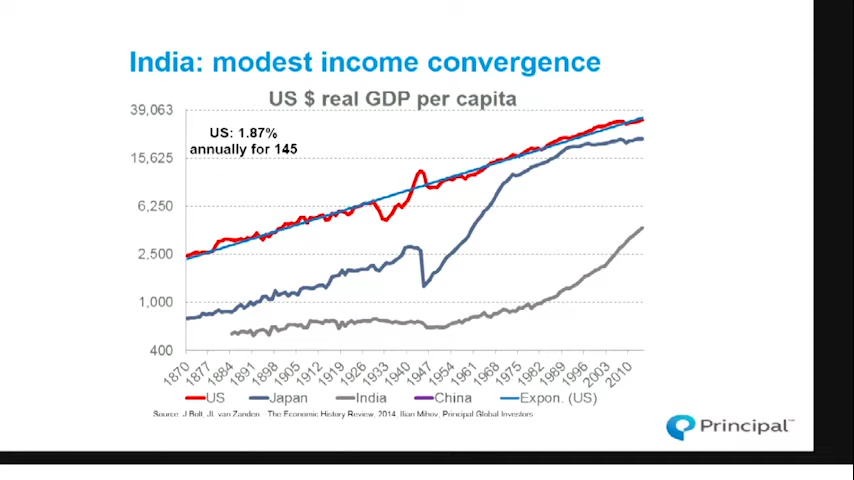 India: modest income convergence
US $ real GDP per capita
39,063
US: 1.87%
annually for 145
15,625
6,250
2,500
1,000
400
1870 1877 1884 1891 1898 1905 1912 1919 1926 1933 1940 1947 1954 1961 1968 1975 1982 1989 1996 2003 2010
US Japan India China Expon. (US)
Source: J Bolt, JL van Zanden - The Economic History Review, 2014, Ilian Mihov, Principal Global Investors
Principal™